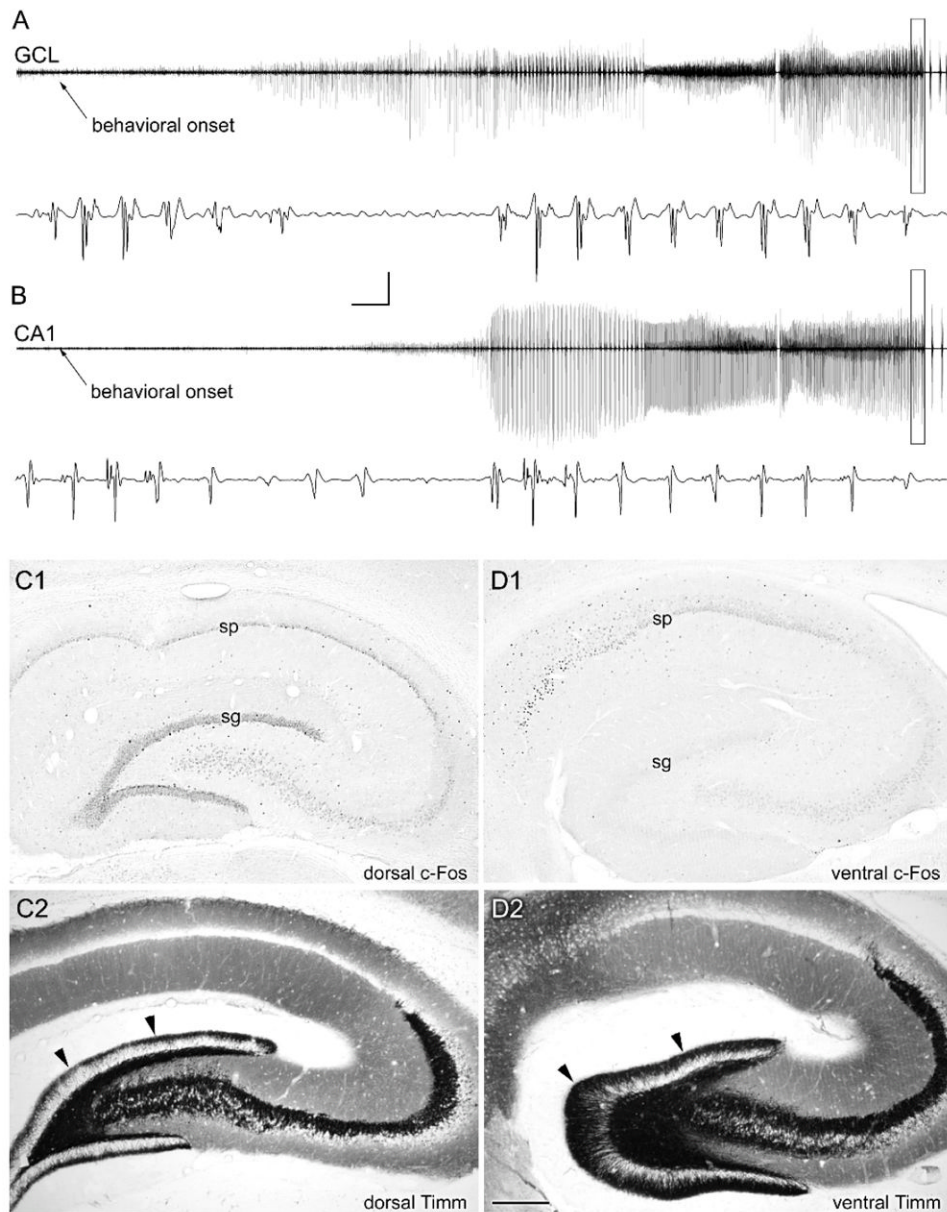 A
GCL
behavioral onset
B
CA1
behavioral onset
C1
sp
sg
dorsal c-Fos
D1
sp
sg
ventral c-Fos
C2
dorsal Timm
D2
ventral Timm